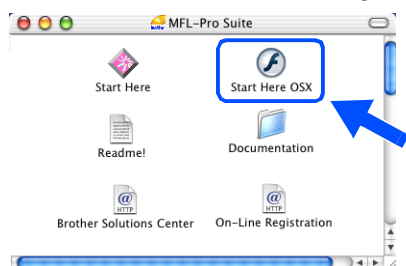 MFL-Pro Suite
Start Here
Start Here OSX
Readme!
Documentation
HTTP
HTTP
Brother Solutions Center
On-Line Registration